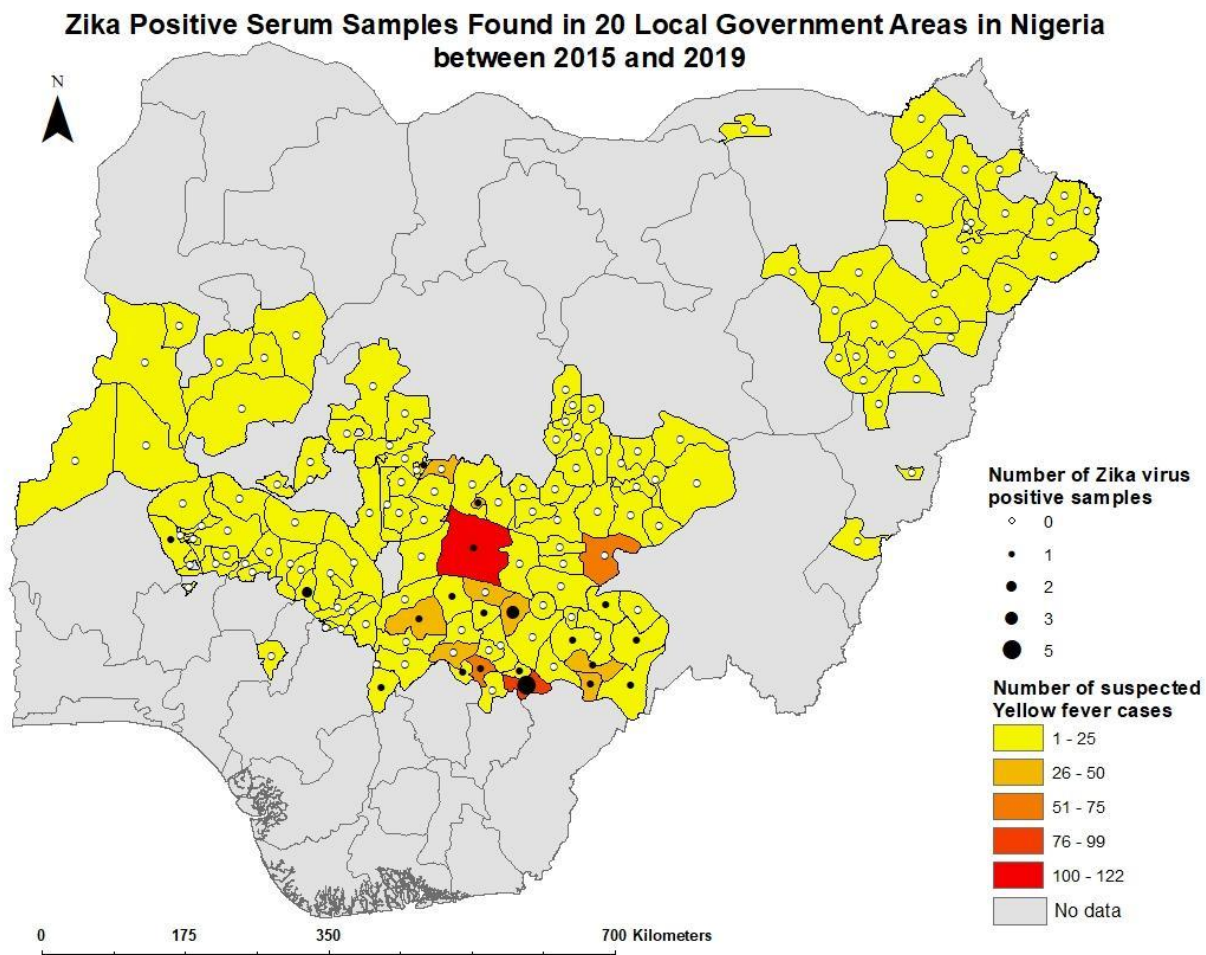 Zika Positive Serum Samples Found in 20 Local Government Areas in Nigeria
between 2015 and 2019
N
Number of Zika virus
positive samples
0
1
2
3
5
Number of suspected
Yellow fever cases
1 - 25
26 - 50
51 - 75
76 - 99
100 - 122
No data
0 175 350 700 Kilometers